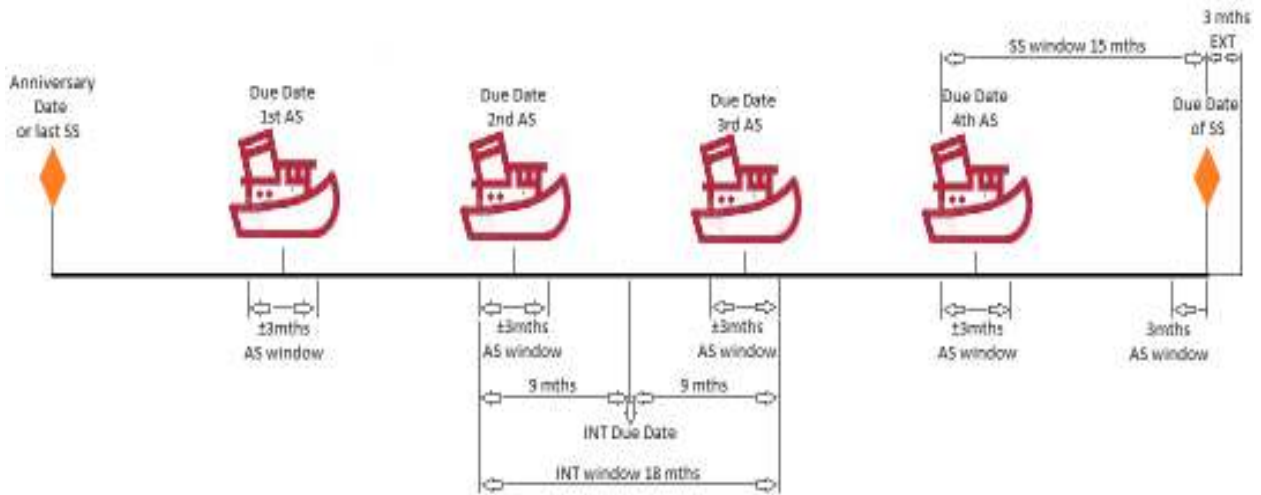 3 mths
EXT
SS window 15 mths
Anniversary
Date
or last SS
Due Date
1st AS
Due Date
2nd AS
Due Date
3rd AS
Due Date
4th AS
Due Date
of SS
±3mths
AS window
±3mths
AS window
±3mths
AS window
±3mths
AS window
3mths
AS window
9 mths
9 mths
INT Due Date
INT window 18 mths